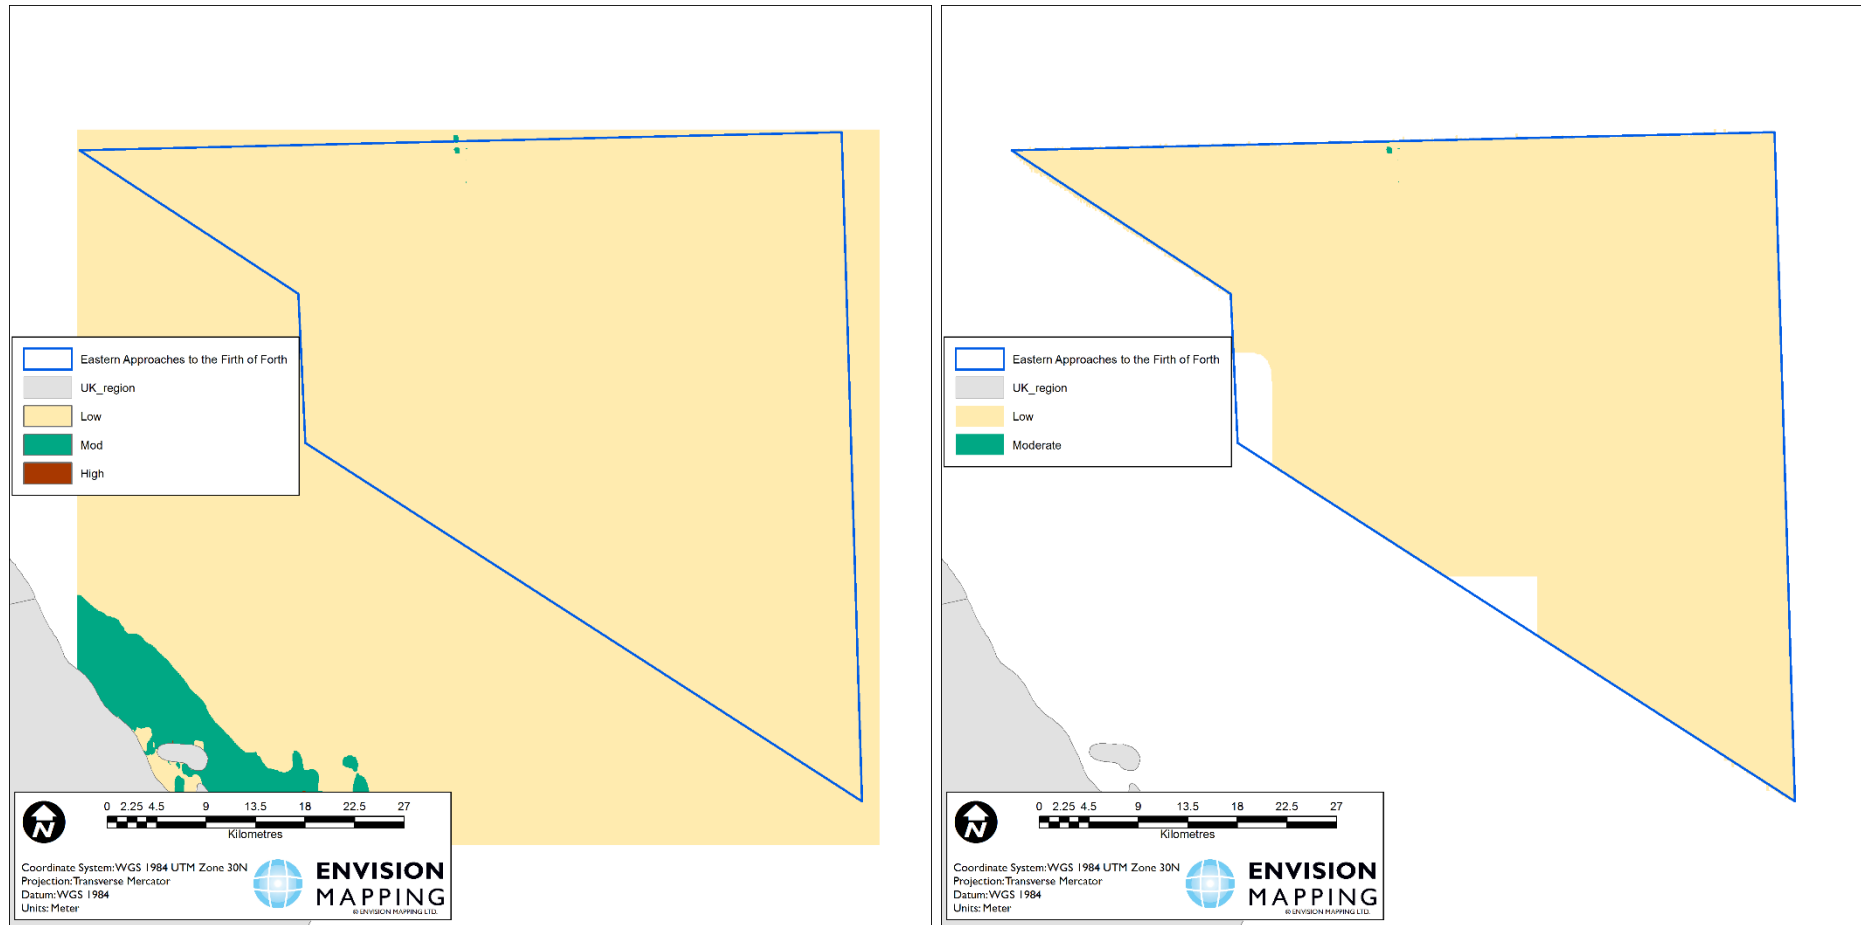 Eastern Approaches to the Firth of Forth
UK_region
Low
Mod
High
0 2.25 4.5 9 13.5 18 22.5 27
Kilometres
N
Coordinate System:WGS 1984 UTM Zone 30N
Projection:Transverse Mercator
Datum:WGS 1984
Units: Meter
ENVISION
MAPPING
© ENVISION MAPPING LTD.
Eastern Approaches to the Firth of Forth
UK_region
Low
Moderate
0 2.25 4.5 9 13.5 18 22.5 27
Kilometres
N
Coordinate System:WGS 1984 UTM Zone 30N
Projection:Transverse Mercator
Datum:WGS 1984
Units: Meter
ENVISION
MAPPING
© ENVISION MAPPING LTD.